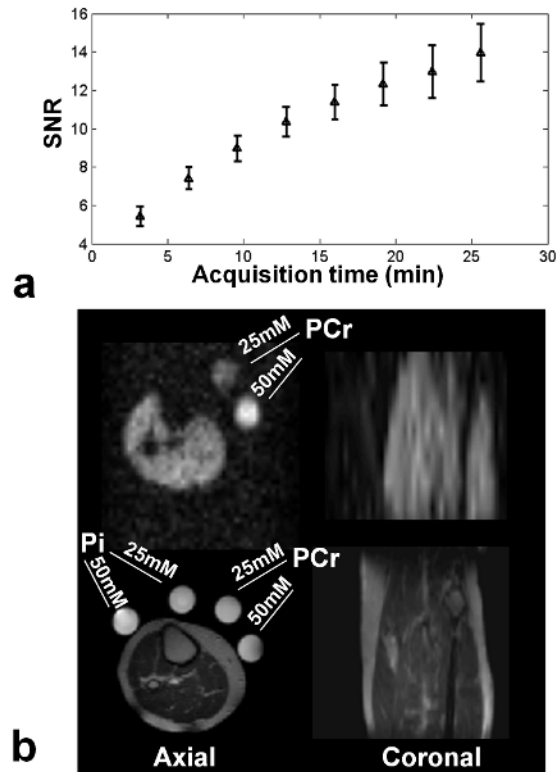 16
14
12
10
8
6
4
0 5 10 15 20 25 30
SNR
Acquisition time (min)
a
25mM PCr
50mM
Pi 25mM
50mM
25mM PCr
50mM
b
Axial Coronal